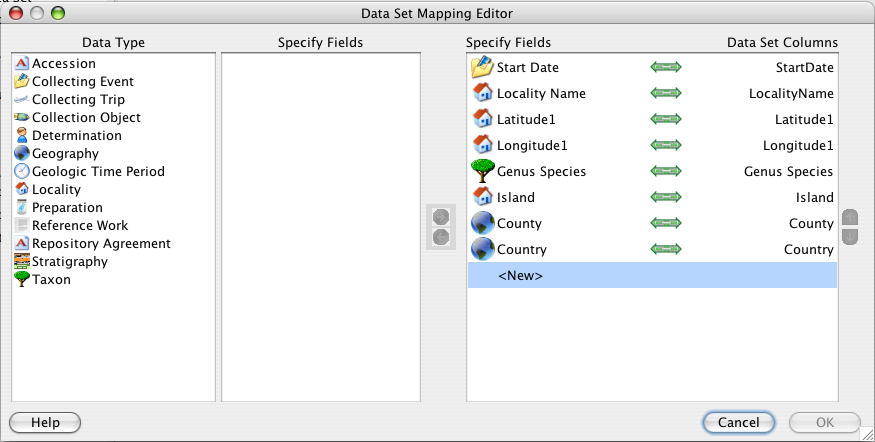 Data Set Mapping Editor
Data Type
Specify Fields
Specify Fields
Data Set Columns
Accession
Collecting Event
Collecting Trip
Collection Object
Determination
Geography
Geologic Time Period
Locality
Preparation
Reference Work
Repository Agreement
Stratigraphy
Taxon
Start Date StartDate
Locality Name LocalityName
Latitude1 Latitude1
Longitude1 Longitude1
Genus Species Genus Species
Island Island
County County
Country Country
<New>
Help
Cancel
OK